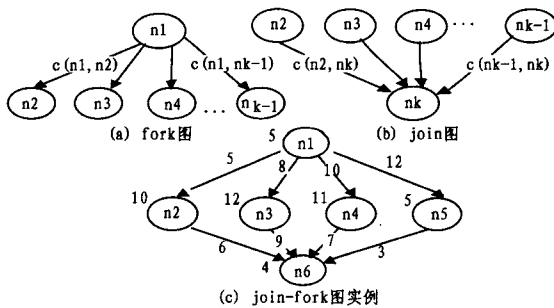 n1
c(n1,n2)
c(n1,nk-1)
n2 n3 n4 ... n k-1
(a) fork图
n2 n3 n4 ... nk-1
c(n2,nk)
c(nk-1,nk)
nk
(b) join图
5 n1
5 8 10 12
10 n2 12 n3 11 n4 5 n5
6 9 7 3
4 n6
(c) join-fork图实例